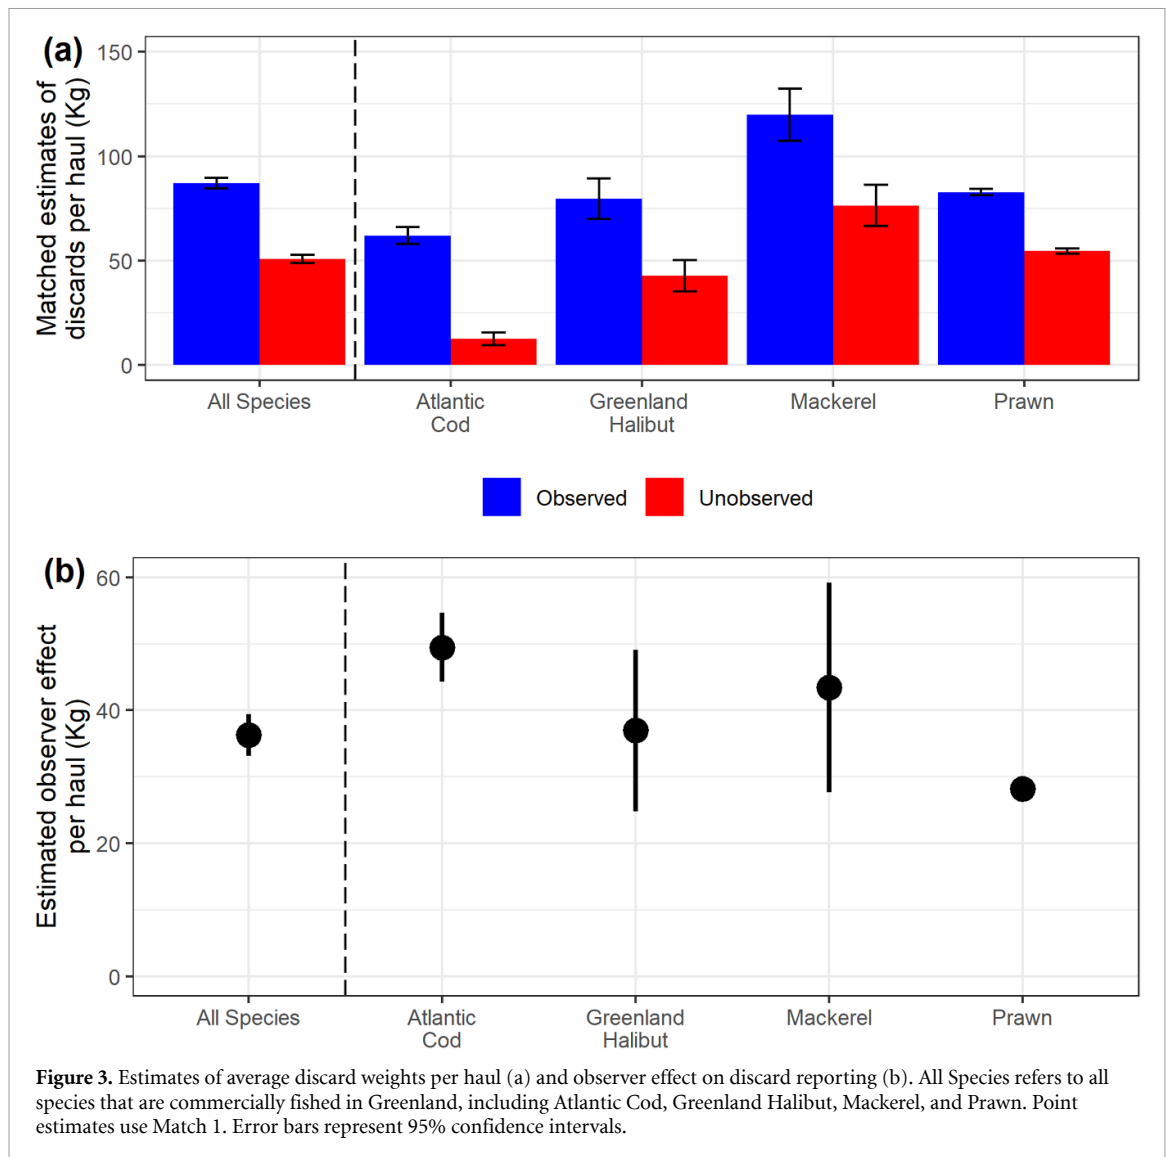 (a)
Matched estimates of
discards per haul (Kg)
150
100
50
0
All Species
Atlantic
Cod
Greenland
Halibut
Mackerel
Prawn
Observed
Unobserved
(b)
Estimated observer effect
per haul (Kg)
60
40
20
0
All Species
Atlantic
Cod
Greenland
Halibut
Mackerel
Prawn
Figure 3. Estimates of average discard weights per haul (a) and observer effect on discard reporting (b). All Species refers to all
species that are commercially fished in Greenland, including Atlantic Cod, Greenland Halibut, Mackerel, and Prawn. Point
estimates use Match 1. Error bars represent 95% confidence intervals.